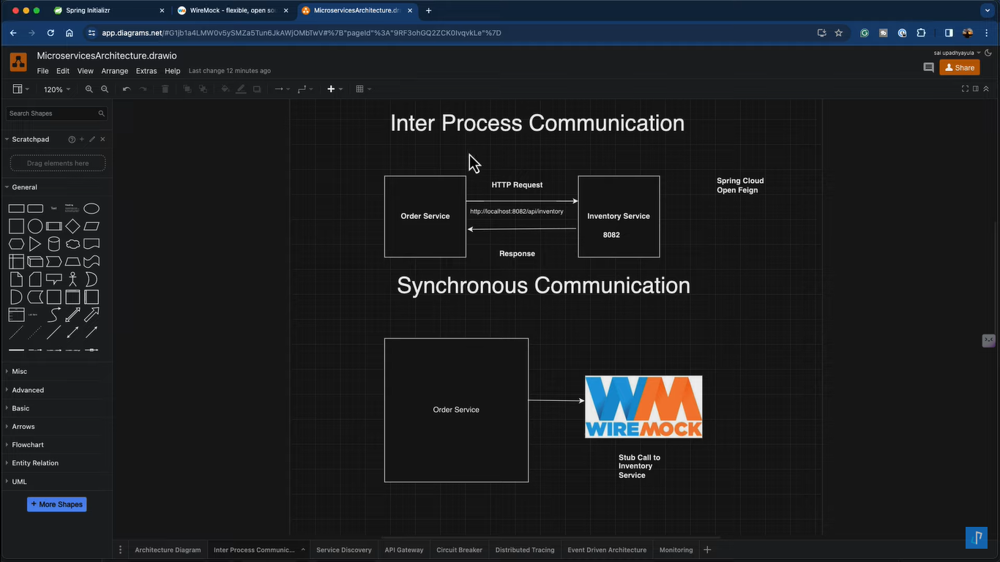 Spring Initializr
WireMock - flexible, open so
MicroservicesArchitecture.dr
app.diagrams.net/#G1jb1a4LMW0v5ySMZa5Tun6JkAWjOMbTwV#%7B"pageId"%3A"9RF3ohGQ2ZCK0IvqvkLe"%7D
MicroservicesArchitecture.drawio
sai upadhyayula
File Edit View Arrange Extras Help Last change 12 minutes ago
Share
120%
Search Shapes
Scratchpad
Drag elements here
General
Text
Misc
Advanced
Basic
Arrows
Flowchart
Entity Relation
UML
+ More Shapes
Inter Process Communication
HTTP Request
Spring Cloud
Open Feign
Order Service
http://localhost:8082/api/inventory
Inventory Service
8082
Response
Synchronous Communication
Order Service
WM
WIREMOCK
Stub Call to
Inventory
Service
Architecture Diagram Inter Process Communic... Service Discovery API Gateway Circuit Breaker Distributed Tracing Event Driven Architecture Monitoring